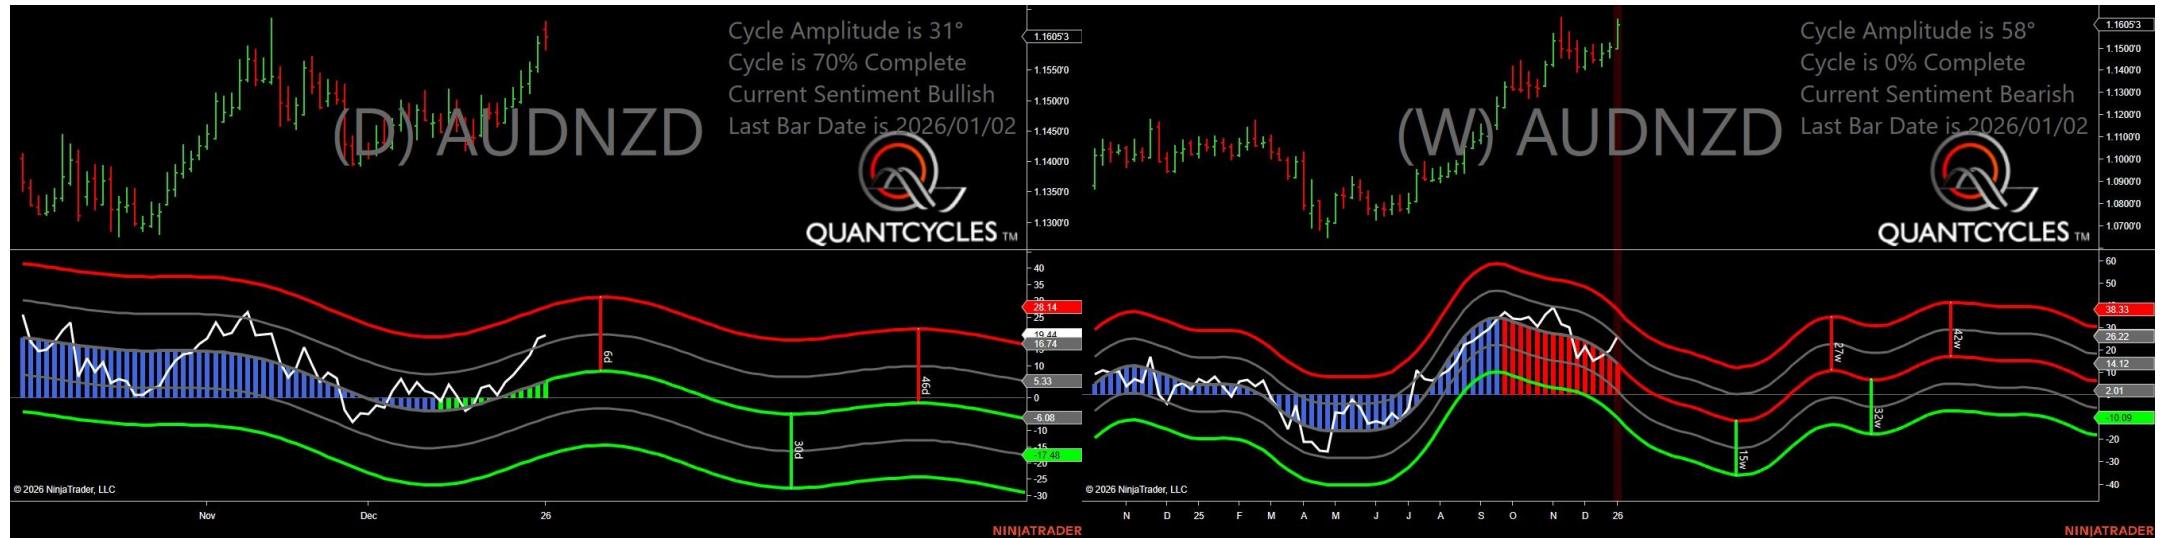 Cycle Amplitude is 31°
Cycle is 70% Complete
Current Sentiment Bullish
Last Bar Date is 2026/01/02
(D) AUDNZD
QUANTCYCLES TM
1.1605'3
1.1550'0
1.1500'0
1.1450'0
1.1400'0
1.1350'0
1.1300'0
40
35
28.14
25
19.44
16.74
5.33
0
-6.08
-10
-15
-17.48
-20
-25
-30
6d
30d
46d
© 2026 NinjaTrader, LLC
Nov
Dec
26
NINJATRADER
Cycle Amplitude is 58°
Cycle is 0% Complete
Current Sentiment Bearish
Last Bar Date is 2026/01/02
(W) AUDNZD
QUANTCYCLES TM
1.1605'3
1.1500'0
1.1400'0
1.1300'0
1.1200'0
1.1100'0
1.1000'0
1.0900'0
1.0800'0
1.0700'0
60
50
38.33
30
26.22
20
14.12
10
2.01
-10.09
-20
-30
-40
15w
27w
32w
42w
© 2026 NinjaTrader, LLC
N D 25 F M A M J J A S O N D 26
NINJATRADER